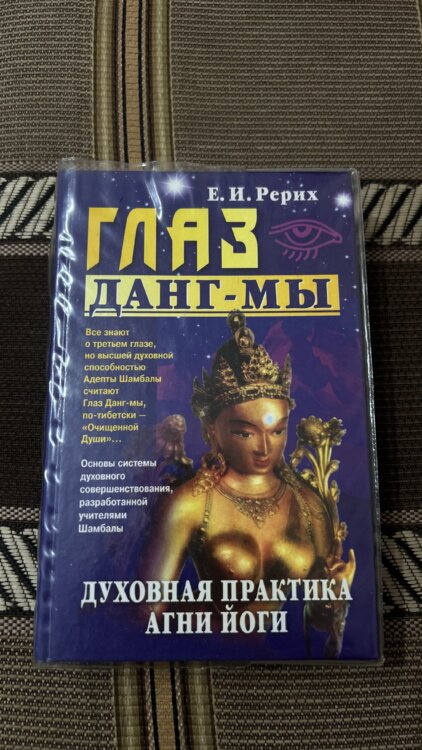 Е. И. Рерих
ГЛАЗ
ДАНГ-МЫ
Все знают
о третьем глазе,
но высшей духовной
способностью
Адепты Шамбалы
считают
Глаз Данг-мы,
по-тибетски —
«Очищенной
Души»...
Основы системы
духовного
совершенствования,
разработанной
учителями
Шамбалы
ДУХОВНАЯ ПРАКТИКА
АГНИ ЙОГИ